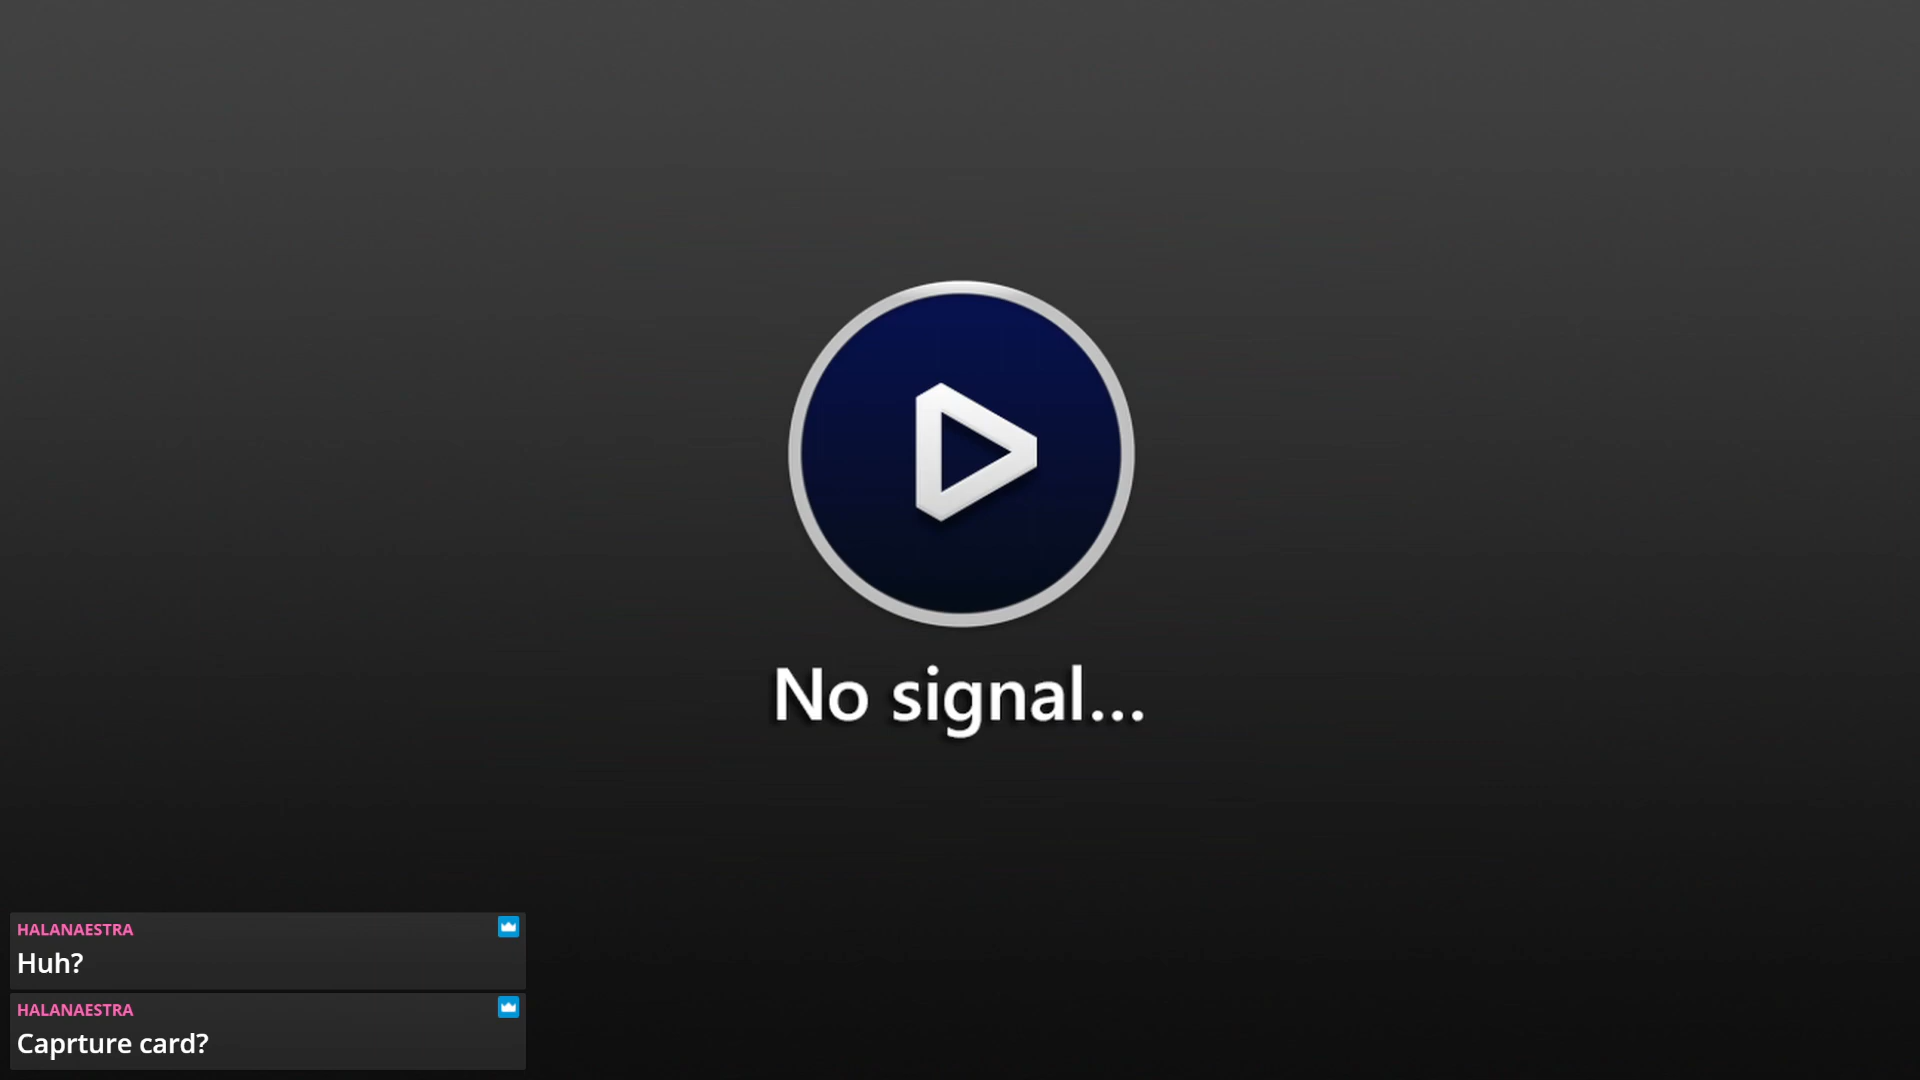 No signal...
HALANAESTRA
Huh?
HALANAESTRA
Caprture card?